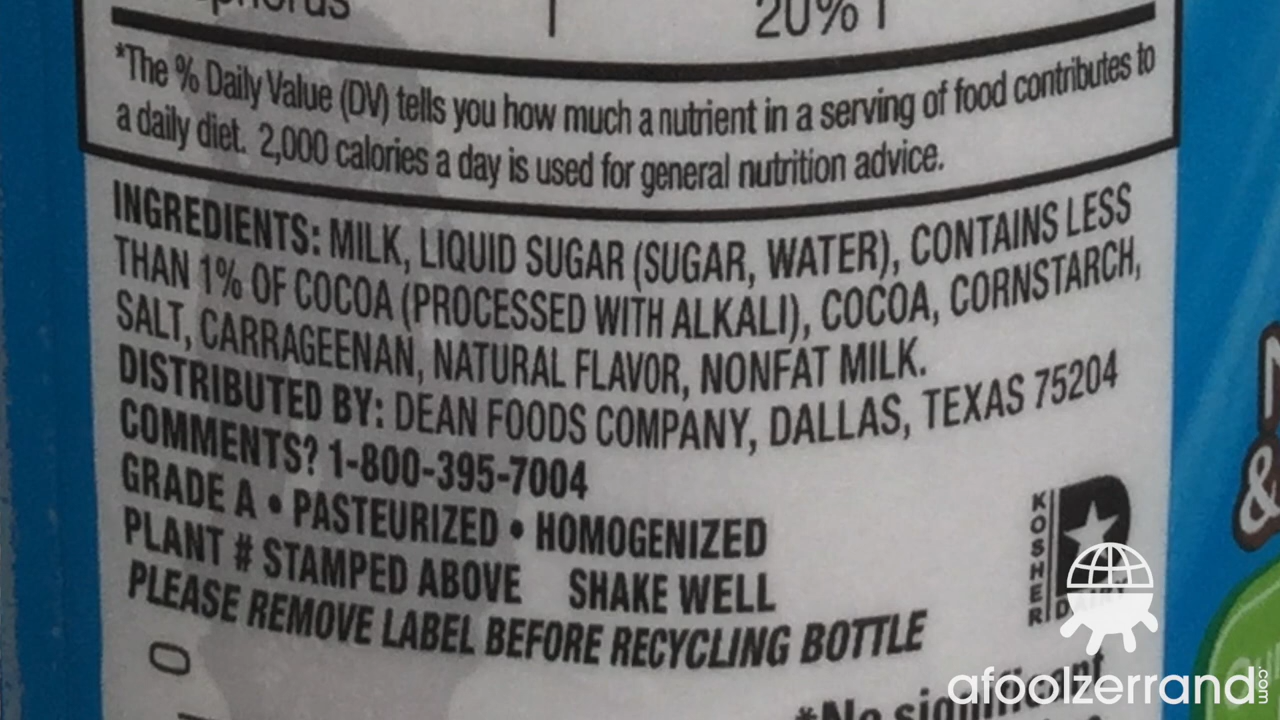 20%
*The % Daily Value (DV) tells you how much a nutrient in a serving of food contributes to
a daily diet. 2,000 calories a day is used for general nutrition advice.
INGREDIENTS: MILK, LIQUID SUGAR (SUGAR, WATER), CONTAINS LESS
THAN 1% OF COCOA (PROCESSED WITH ALKALI), COCOA, CORNSTARCH,
SALT, CARRAGEENAN, NATURAL FLAVOR, NONFAT MILK.
DISTRIBUTED BY: DEAN FOODS COMPANY, DALLAS, TEXAS 75204
COMMENTS? 1-800-395-7004
GRADE A • PASTEURIZED • HOMOGENIZED
PLANT # STAMPED ABOVE SHAKE WELL
PLEASE REMOVE LABEL BEFORE RECYCLING BOTTLE
KOSHER
D
0
*No significant
&
afoolzerrand.com